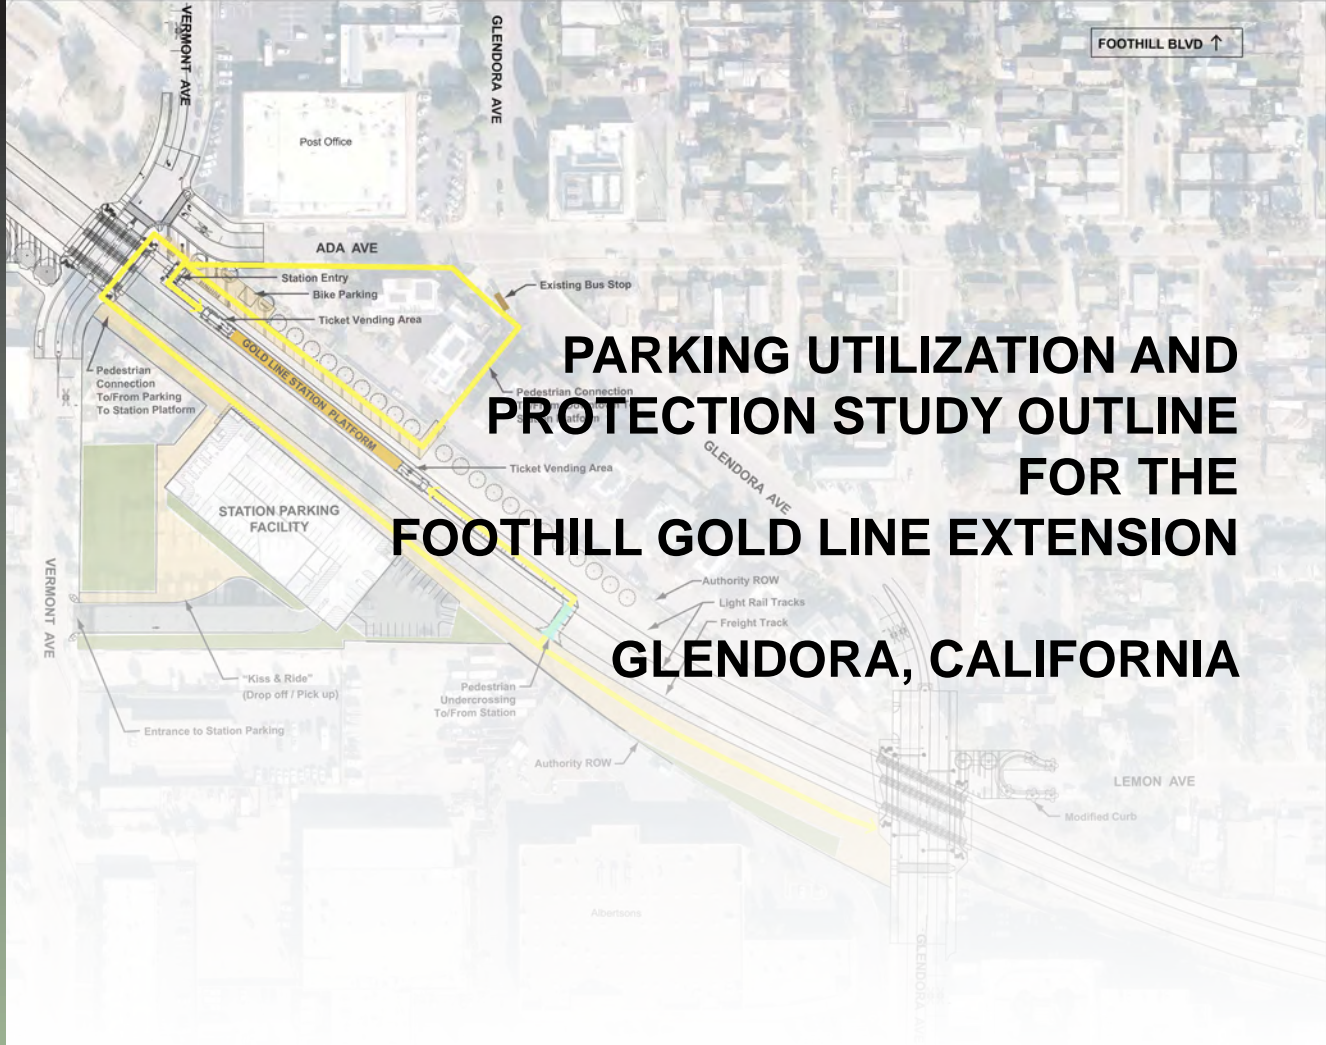 VERMONT AVE
GLENDORA AVE
FOOTHILL BLVD ↑
Post Office
ADA AVE
Station Entry
Bike Parking
Ticket Vending Area
Existing Bus Stop
GOLD LINE STATION PLATFORM
Pedestrian
Connection
To/From Parking
To Station Platform
PARKING UTILIZATION AND
PROTECTION STUDY OUTLINE
FOR THE
FOOTHILL GOLD LINE EXTENSION
GLENDORA, CALIFORNIA
Pedestrian Connection
Ticket Vending Area
GLENDORA AVE
STATION PARKING
FACILITY
VERMONT AVE
Authority ROW
Light Rail Tracks
Freight Track
"Kiss & Ride"
(Drop off / Pick up)
Pedestrian
Undercrossing
To/From Station
Entrance to Station Parking
Authority ROW
LEMON AVE
Modified Curb
Albertsons
GLENDORA AVE